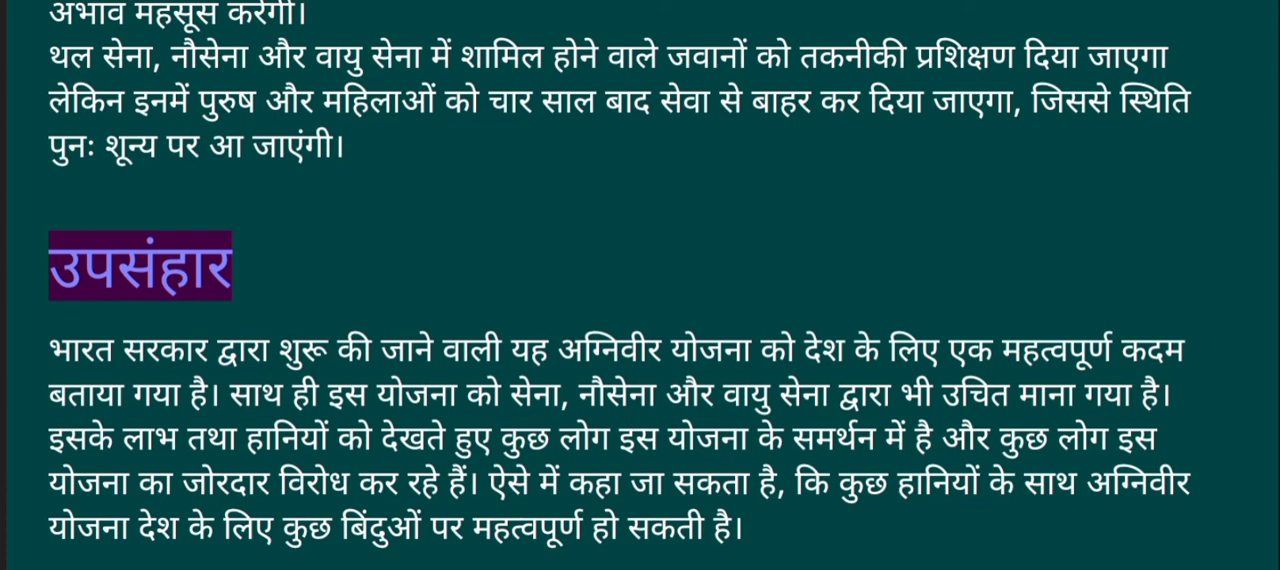 अभाव महसूस करेगी।
थल सेना, नौसेना और वायु सेना में शामिल होने वाले जवानों को तकनीकी प्रशिक्षण दिया जाएगा
लेकिन इनमें पुरुष और महिलाओं को चार साल बाद सेवा से बाहर कर दिया जाएगा, जिससे स्थिति
पुनः शून्य पर आ जाएंगी।
उपसंहार
भारत सरकार द्वारा शुरू की जाने वाली यह अग्निवीर योजना को देश के लिए एक महत्वपूर्ण कदम
बताया गया है। साथ ही इस योजना को सेना, नौसेना और वायु सेना द्वारा भी उचित माना गया है।
इसके लाभ तथा हानियों को देखते हुए कुछ लोग इस योजना के समर्थन में है और कुछ लोग इस
योजना का जोरदार विरोध कर रहे हैं। ऐसे में कहा जा सकता है, कि कुछ हानियों के साथ अग्निवीर
योजना देश के लिए कुछ बिंदुओं पर महत्वपूर्ण हो सकती है।